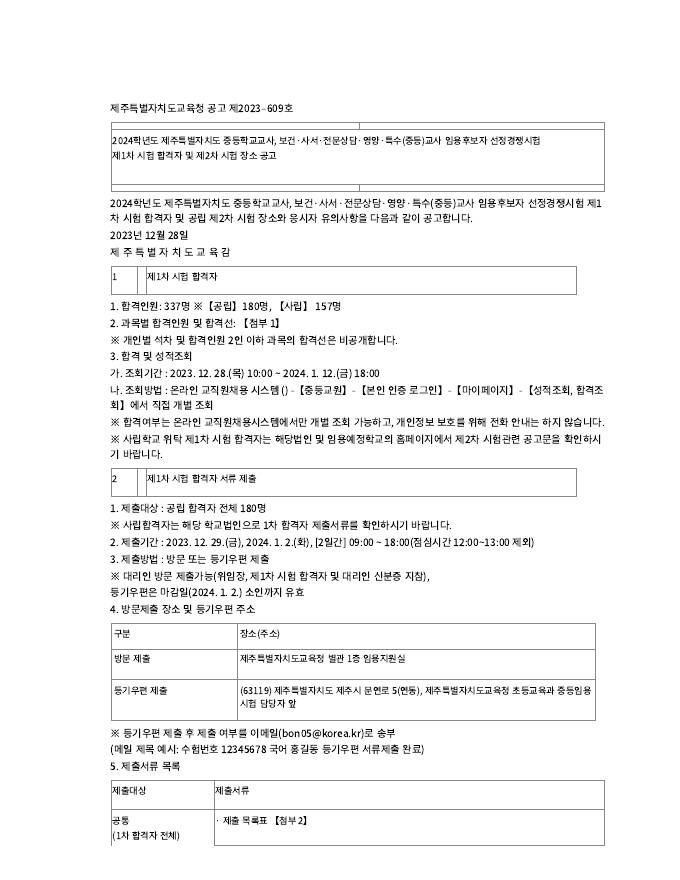 제주특별자치도교육청 공고 제2023-609호
2024학년도 제주특별자치도 중등학교교사, 보건·사서·전문상담·영양·특수(중등)교사 임용후보자 선정경쟁시험
제1차 시험 합격자 및 제2차 시험 장소 공고
2024학년도 제주특별자치도 중등학교교사, 보건·사서·전문상담·영양·특수(중등)교사 임용후보자 선정경쟁시험 제1
차 시험 합격자 및 공립 제2차 시험 장소와 응시자 유의사항을 다음과 같이 공고합니다.
2023년 12월 28일
제 주 특 별 자 치 도 교 육 감
1 제1차 시험 합격자
1. 합격인원: 337명 ※【공립】180명, 【사립】 157명
2. 과목별 합격인원 및 합격선: 【첨부 1】
※ 개인별 석차 및 합격인원 2인 이하 과목의 합격선은 비공개합니다.
3. 합격 및 성적조회
가. 조회기간 : 2023. 12. 28.(목) 10:00 ~ 2024. 1. 12.(금) 18:00
나. 조회방법 : 온라인 교직원채용 시스템 () -【중등교원】-【본인 인증 로그인】-【마이페이지】-【성적조회, 합격조
회】에서 직접 개별 조회
※ 합격여부는 온라인 교직원채용시스템에서만 개별 조회 가능하고, 개인정보 보호를 위해 전화 안내는 하지 않습니다.
※ 사립학교 위탁 제1차 시험 합격자는 해당법인 및 임용예정학교의 홈페이지에서 제2차 시험관련 공고문을 확인하시
기 바랍니다.
2 제1차 시험 합격자 서류 제출
1. 제출대상 : 공립 합격자 전체 180명
※ 사립합격자는 해당 학교법인으로 1차 합격자 제출서류를 확인하시기 바랍니다.
2. 제출기간 : 2023. 12. 29.(금), 2024. 1. 2.(화), [2일간] 09:00 ~ 18:00(점심시간 12:00~13:00 제외)
3. 제출방법 : 방문 또는 등기우편 제출
※ 대리인 방문 제출가능(위임장, 제1차 시험 합격자 및 대리인 신분증 지참),
등기우편은 마감일(2024. 1. 2.) 소인까지 유효
4. 방문제출 장소 및 등기우편 주소
구분 장소(주소)
방문 제출 제주특별자치도교육청 별관 1층 임용지원실
등기우편 제출 (63119) 제주특별자치도 제주시 문연로 5(연동), 제주특별자치도교육청 초등교육과 중등임용
시험 담당자 앞
※ 등기우편 제출 후 제출 여부를 이메일(bon05@korea.kr)로 송부
(메일 제목 예시: 수험번호 12345678 국어 홍길동 등기우편 서류제출 완료)
5. 제출서류 목록
제출대상 제출서류
공통 · 제출 목록표 【첨부 2】
(1차 합격자 전체)